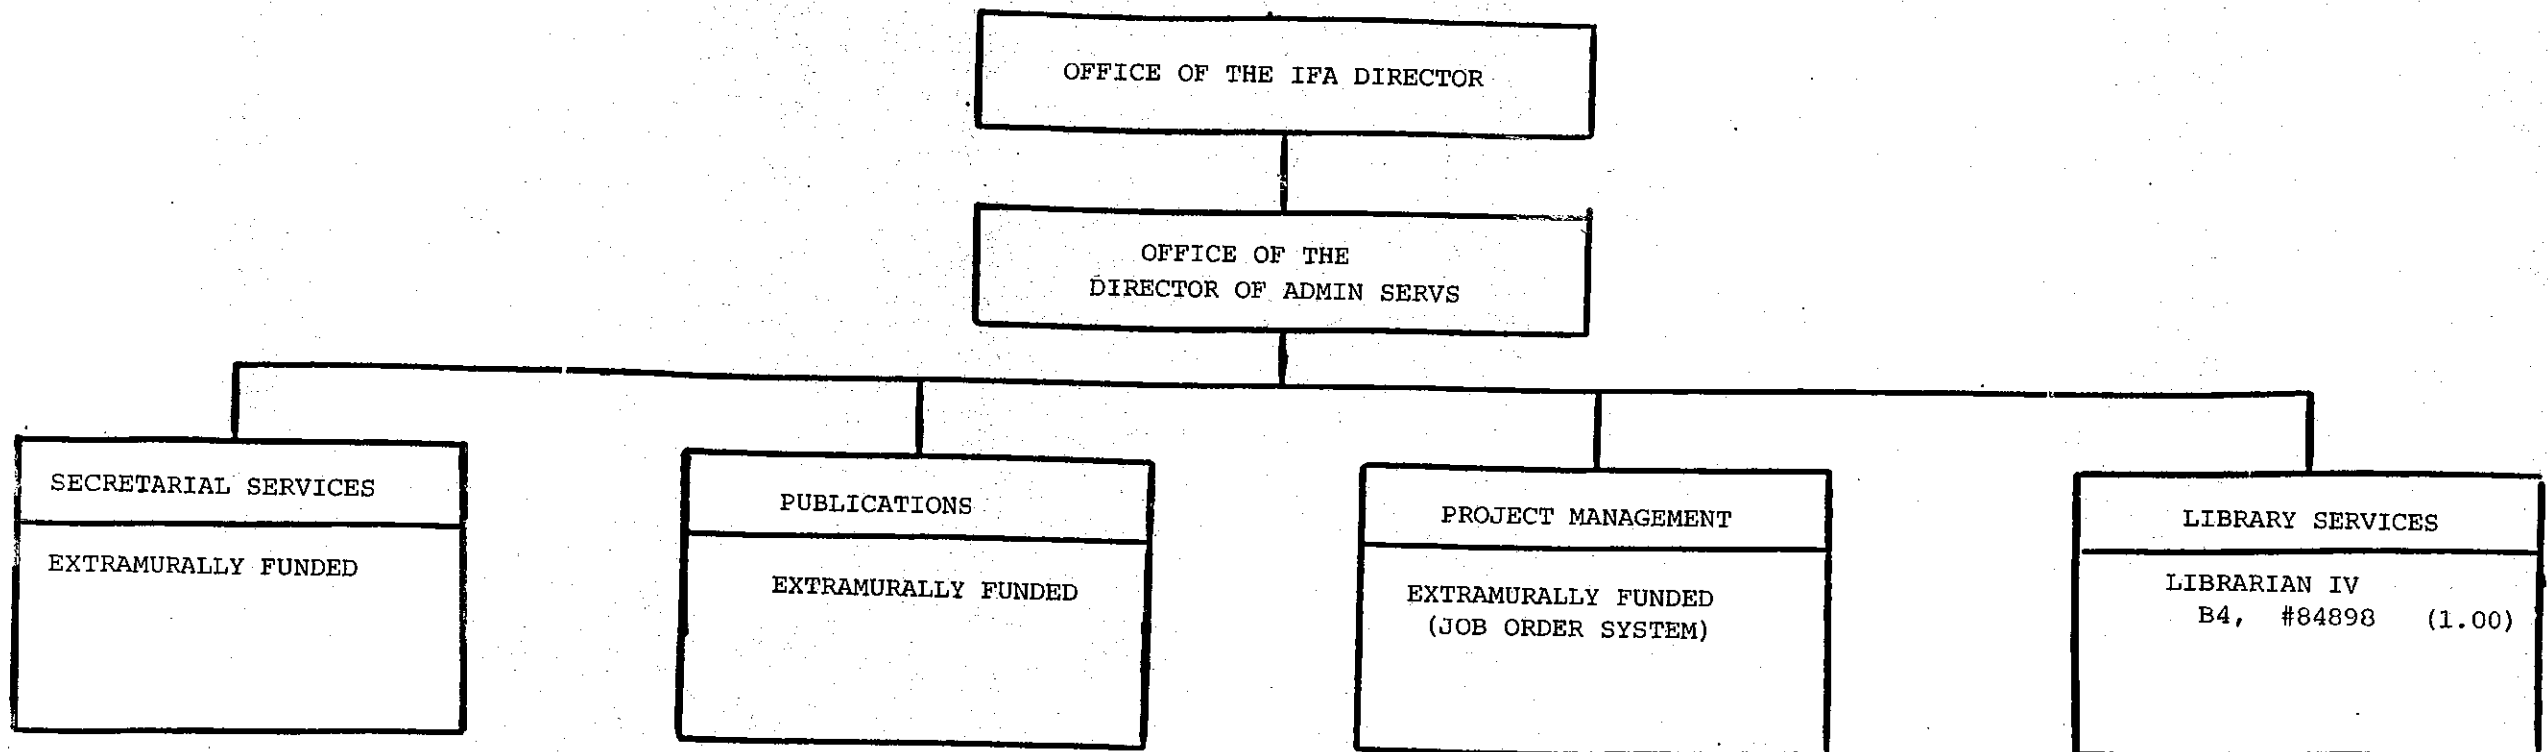 OFFICE OF THE IFA DIRECTOR
OFFICE OF THE
DIRECTOR OF ADMIN SERVS
SECRETARIAL SERVICES
EXTRAMURALLY FUNDED
PUBLICATIONS
EXTRAMURALLY FUNDED
PROJECT MANAGEMENT
EXTRAMURALLY FUNDED
(JOB ORDER SYSTEM)
LIBRARY SERVICES
LIBRARIAN IV
B4, #84898 (1.00)